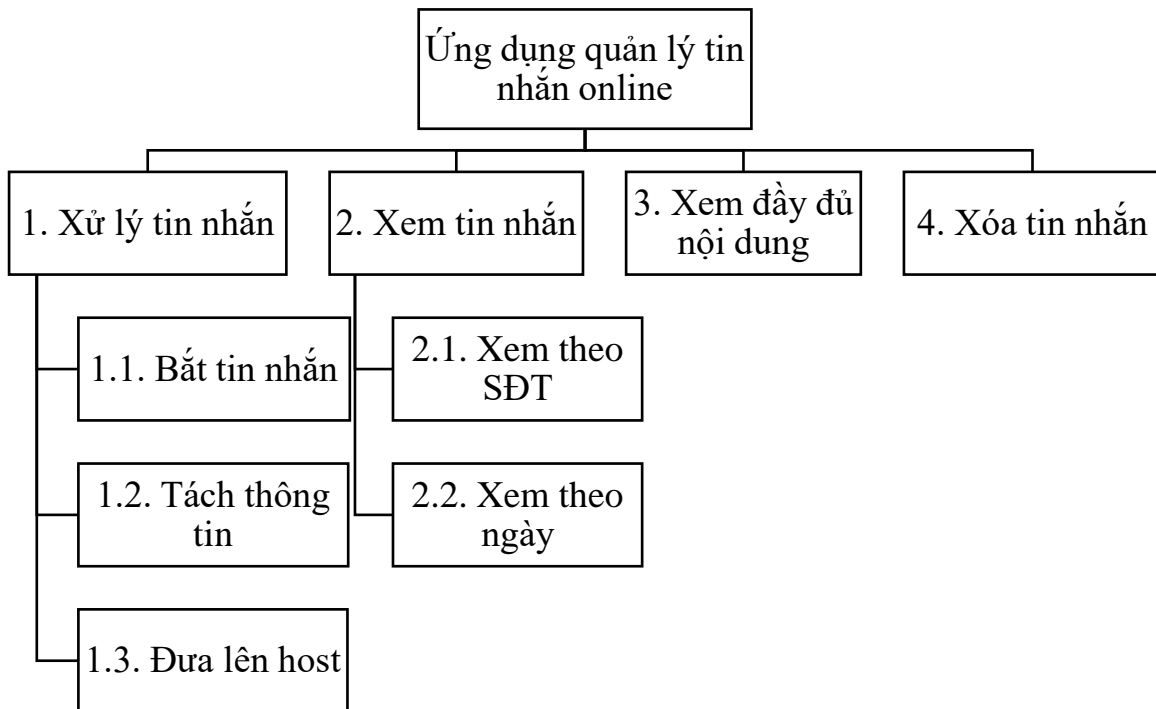 Ứng dụng quản lý tin
nhắn online
1. Xử lý tin nhắn
2. Xem tin nhắn
3. Xem đầy đủ
nội dung
4. Xóa tin nhắn
1.1. Bắt tin nhắn
2.1. Xem theo
SĐT
1.2. Tách thông
tin
2.2. Xem theo
ngày
1.3. Đưa lên host